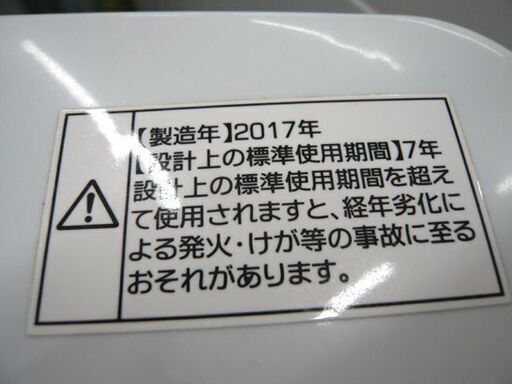 【製造年】2017年
【設計上の標準使用期間】7年
設計上の標準使用期間を超え
て使用されますと、経年劣化に
よる発火・けが等の事故に至る
おそれがあります。